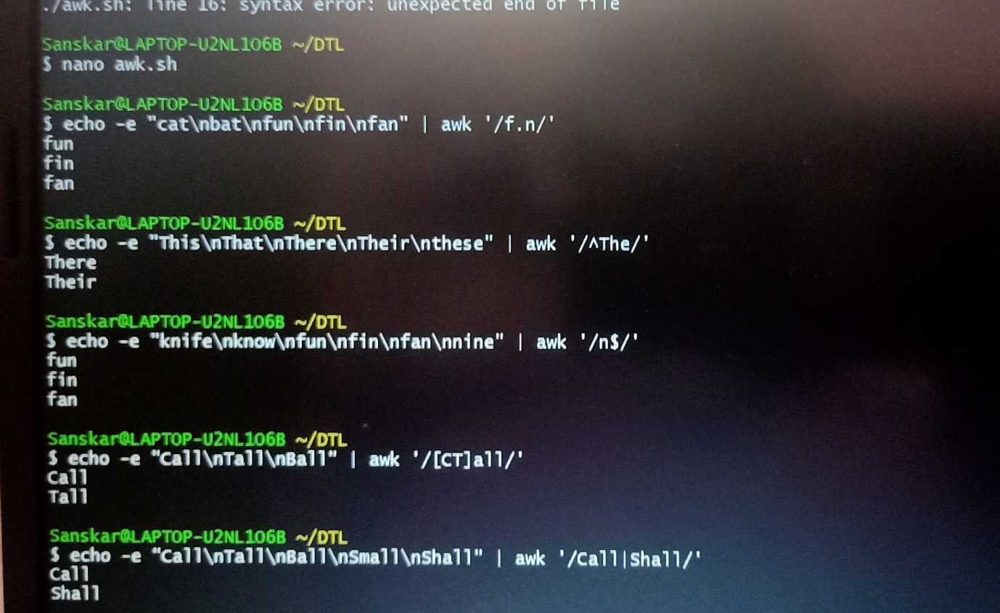 ./awk.sh: line 16: syntax error: unexpected end of file
Sanskar@LAPTOP-U2NL106B ~/DTL
$ nano awk.sh
Sanskar@LAPTOP-U2NL106B ~/DTL
$ echo -e "cat\nbat\nfun\nfin\nfan" | awk '/f.n/'
fun
fin
fan
Sanskar@LAPTOP-U2NL106B ~/DTL
$ echo -e "This\nThat\nThere\nTheir\nthese" | awk '/^The/'
There
Their
Sanskar@LAPTOP-U2NL106B ~/DTL
$ echo -e "knife\nknow\nfun\nfin\nfan\nnine" | awk '/n$/'
fun
fin
fan
Sanskar@LAPTOP-U2NL106B ~/DTL
$ echo -e "Call\nTall\nBall" | awk '/[CT]all/'
Call
Tall
Sanskar@LAPTOP-U2NL106B ~/DTL
$ echo -e "Call\nTall\nBall\nSmall\nShall" | awk '/Call|Shall/'
Call
Shall